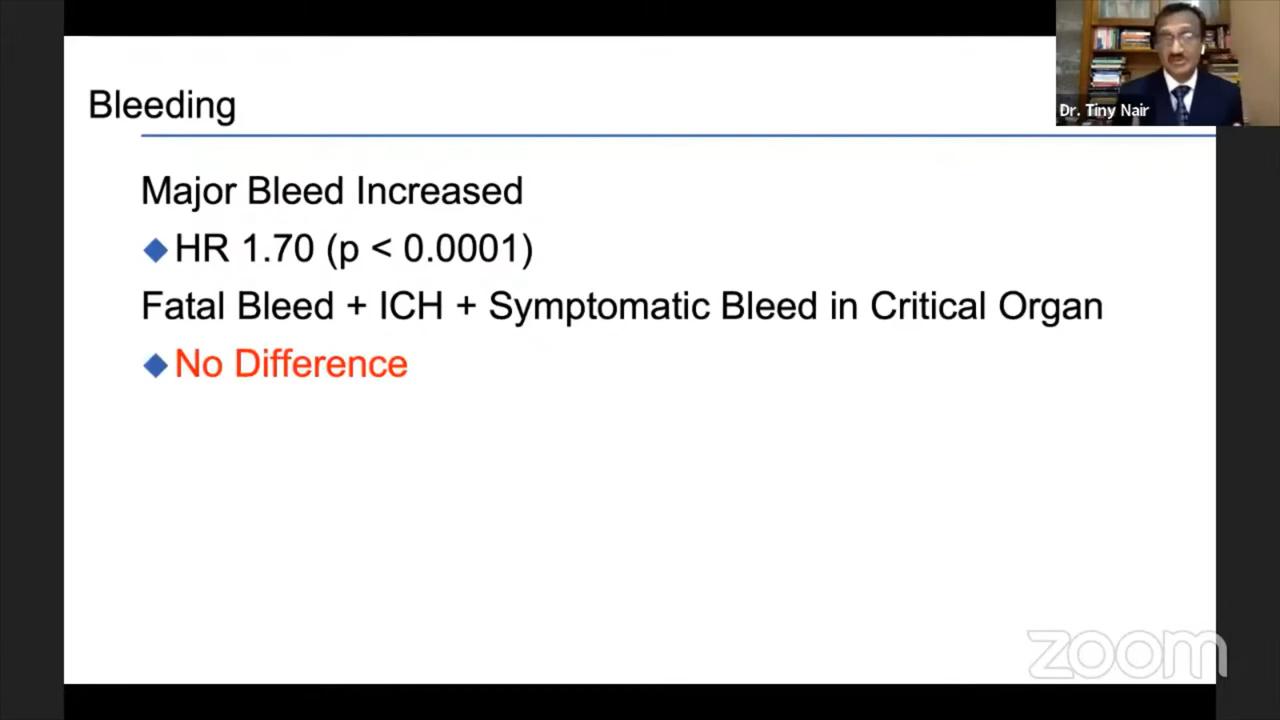 Bleeding
Dr. Tiny Nair
Major Bleed Increased
HR 1.70 (p < 0.0001)
Fatal Bleed + ICH + Symptomatic Bleed in Critical Organ
No Difference
zoom